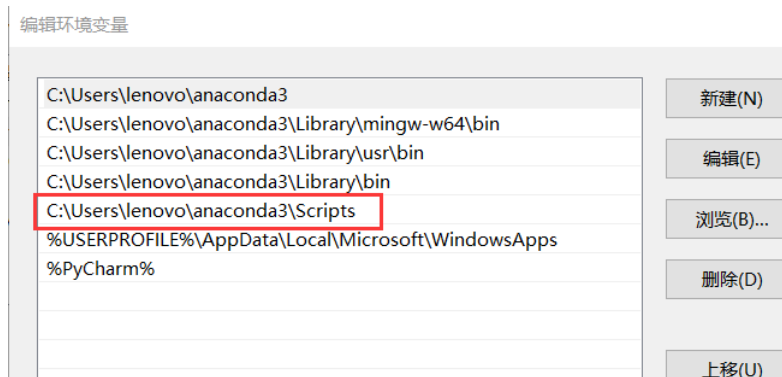 编辑环境变量
C:\Users\lenovo\anaconda3
新建(N)
C:\Users\lenovo\anaconda3\Library\mingw-w64\bin
C:\Users\lenovo\anaconda3\Library\usr\bin
编辑(E)
C:\Users\lenovo\anaconda3\Library\bin
C:\Users\lenovo\anaconda3\Scripts
浏览(B)...
%USERPROFILE%\AppData\Local\Microsoft\WindowsApps
%PyCharm%
删除(D)
上移(U)